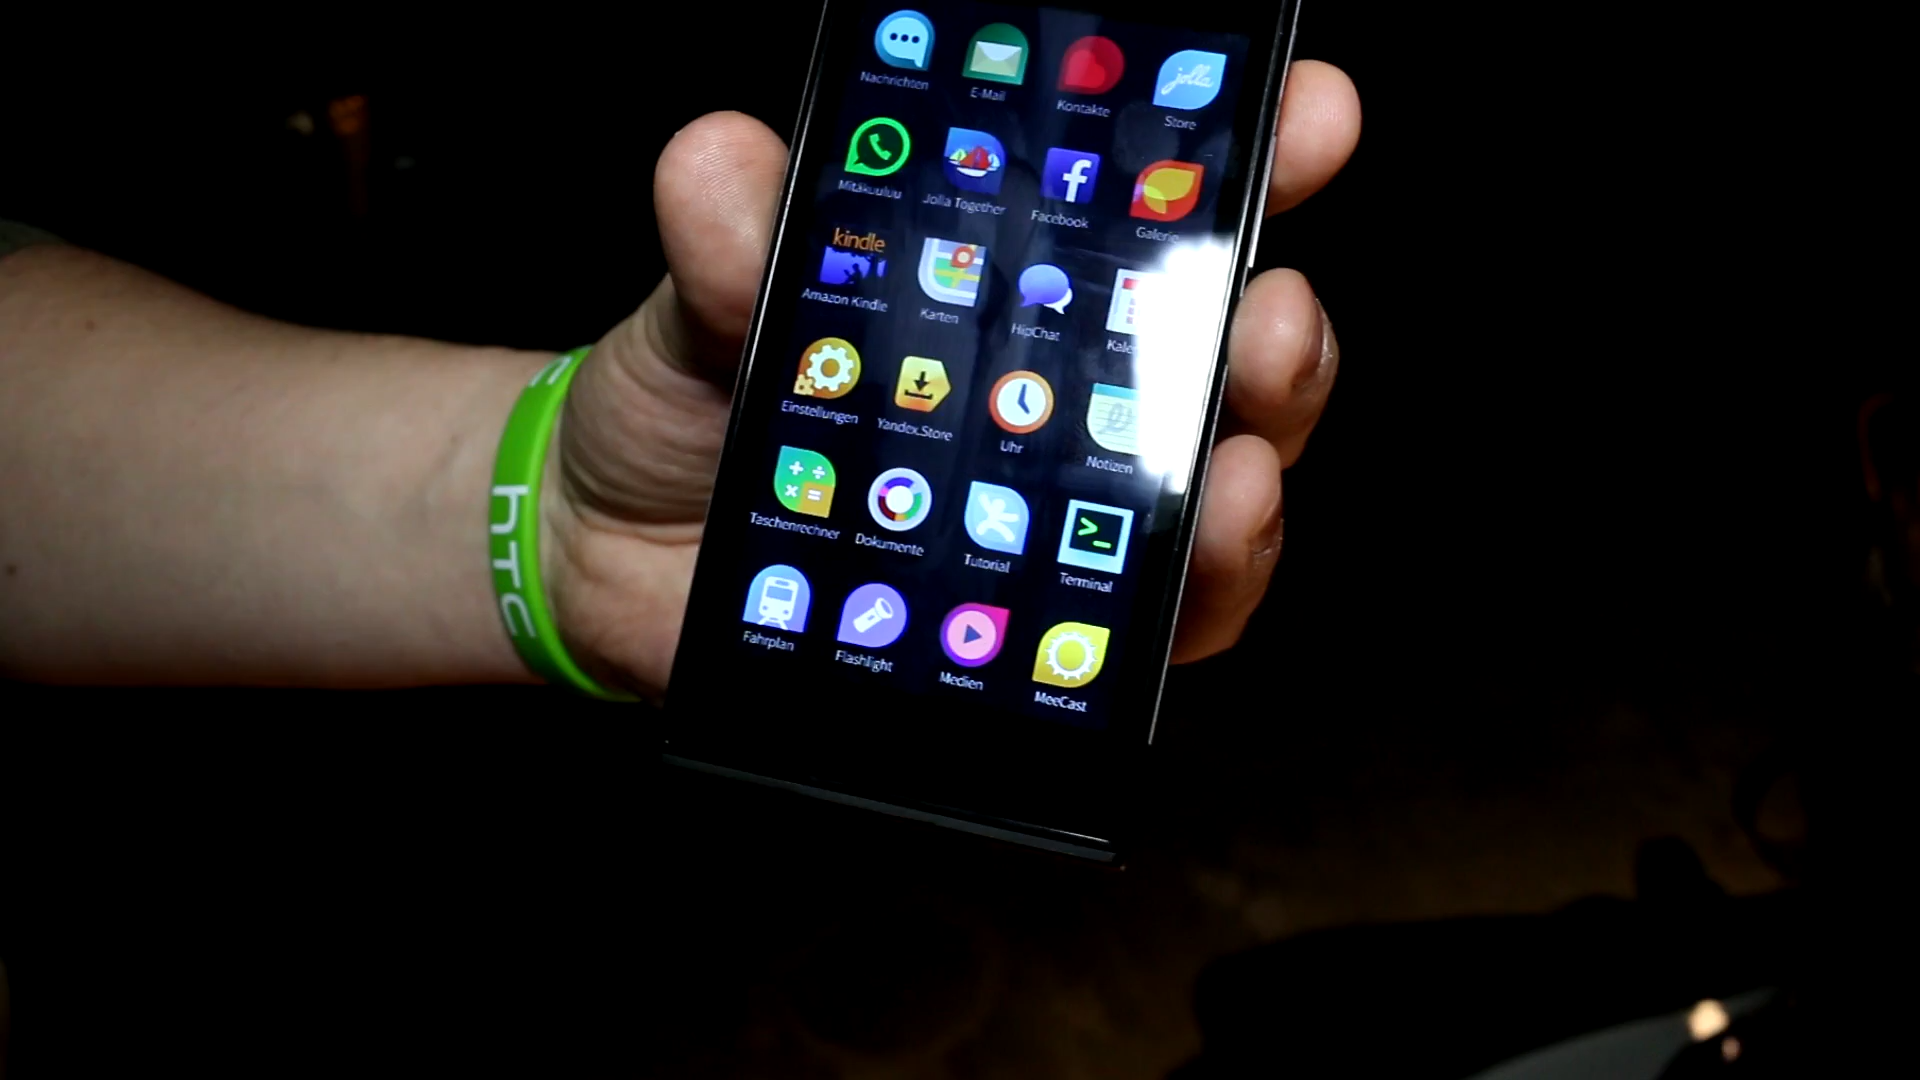 Nachrichten
E-Mail
Kontakte
jolla
Store
Mitäkuuluu
Jolla Together
f
Facebook
Galerie
kindle
Amazon Kindle
Karten
HipChat
Kale
Einstellungen
Yandex.Store
Uhr
Notizen
+ ÷
× =
Taschenrechner
Dokumente
Tutorial
>_
Terminal
Fahrplan
Flashlight
Medien
MeeCast
hTC